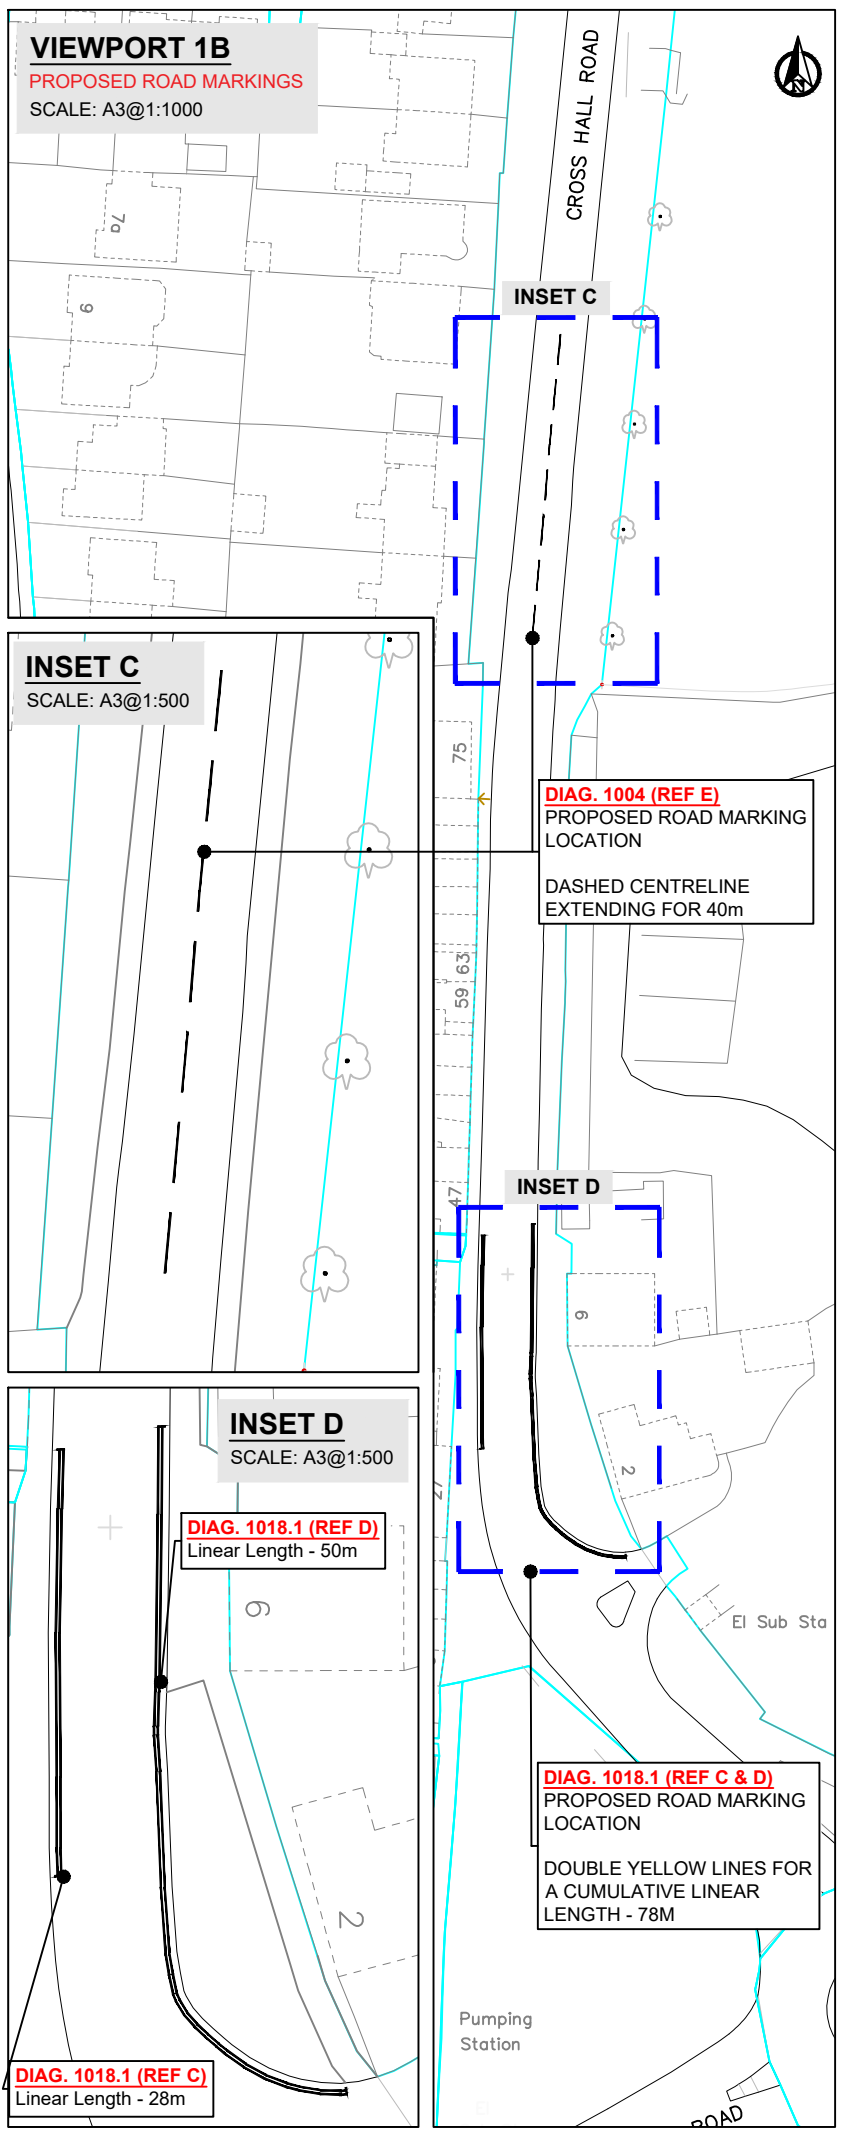 VIEWPORT 1B
PROPOSED ROAD MARKINGS
SCALE: A3@1:1000
N
CROSS HALL ROAD
7a
9
INSET C
INSET C
SCALE: A3@1:500
75
DIAG. 1004 (REF E)
PROPOSED ROAD MARKING
LOCATION
DASHED CENTRELINE
EXTENDING FOR 40m
63
59
47
INSET D
6
2
27
INSET D
SCALE: A3@1:500
DIAG. 1018.1 (REF D)
Linear Length - 50m
6
2
El Sub Sta
DIAG. 1018.1 (REF C & D)
PROPOSED ROAD MARKING
LOCATION
DOUBLE YELLOW LINES FOR
A CUMULATIVE LINEAR
LENGTH - 78M
Pumping
Station
DIAG. 1018.1 (REF C)
Linear Length - 28m
ROAD